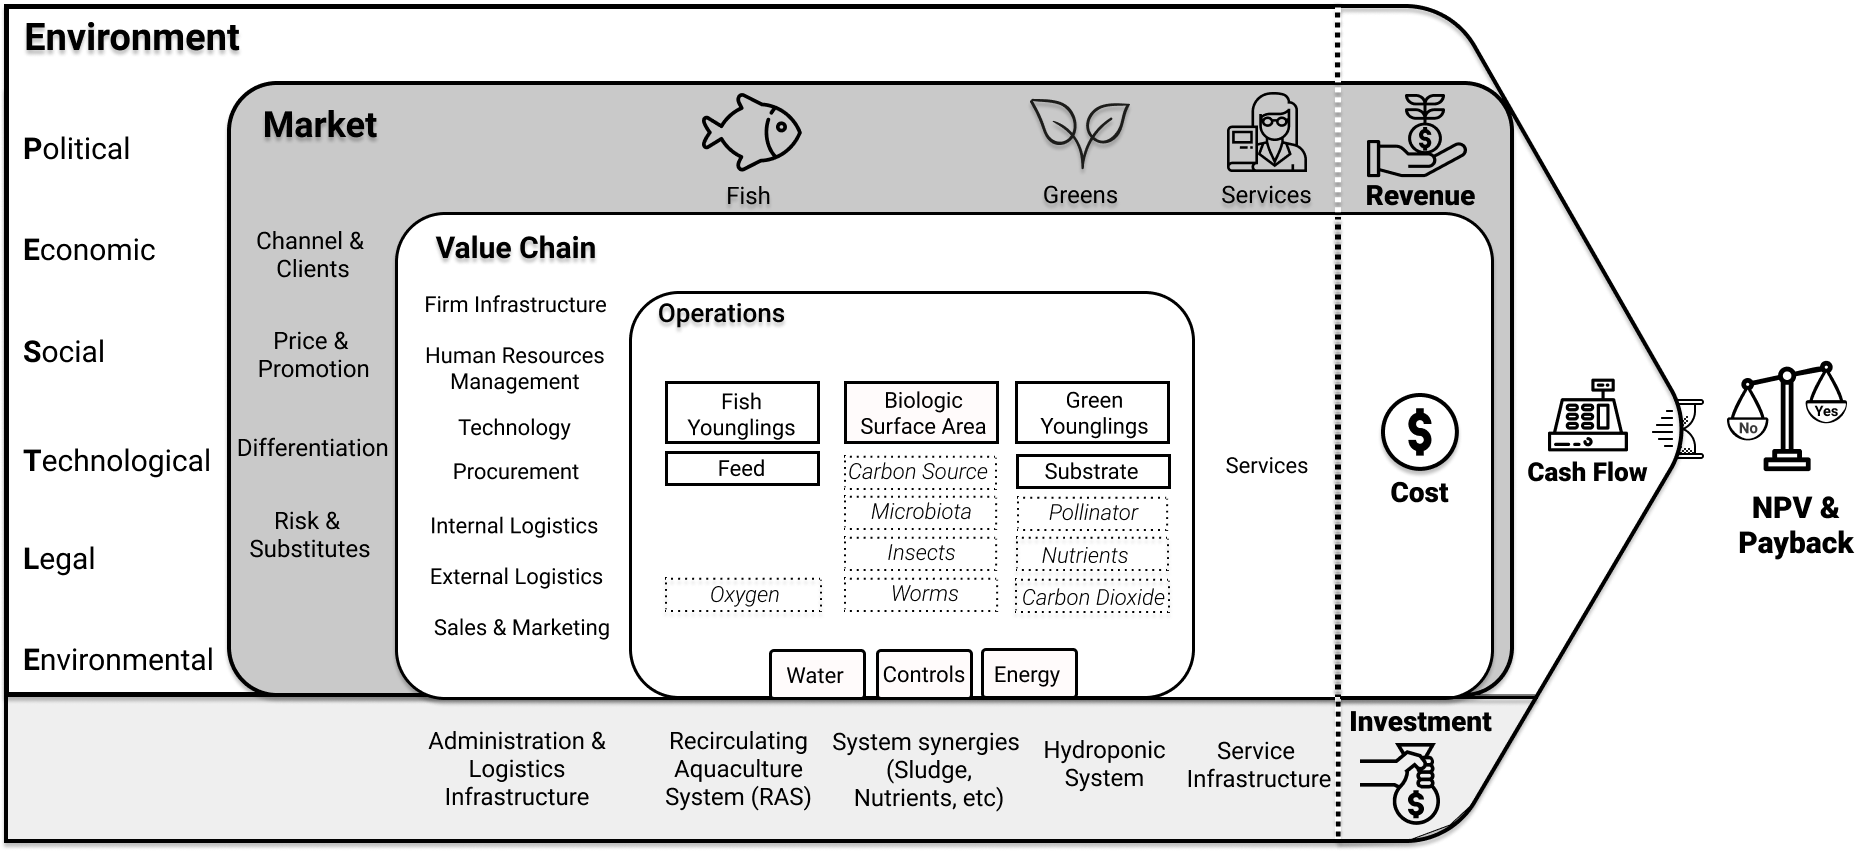 Environment
Political
Economic
Social
Technological
Legal
Environmental
Market
Fish
Greens
Services
Revenue
Channel &
Clients
Price &
Promotion
Differentiation
Risk &
Substitutes
Value Chain
Firm Infrastructure
Human Resources
Management
Technology
Procurement
Internal Logistics
External Logistics
Sales & Marketing
Operations
Fish
Younglings
Feed
Oxygen
Biologic
Surface Area
Carbon Source
Microbiota
Insects
Worms
Green
Younglings
Substrate
Pollinator
Nutrients
Carbon Dioxide
Water
Controls
Energy
Services
$
Cost
Administration &
Logistics
Infrastructure
Recirculating
Aquaculture
System (RAS)
System synergies
(Sludge,
Nutrients, etc)
Hydroponic
System
Service
Infrastructure
Investment
$
$
Cash Flow
No
Yes
NPV &
Payback